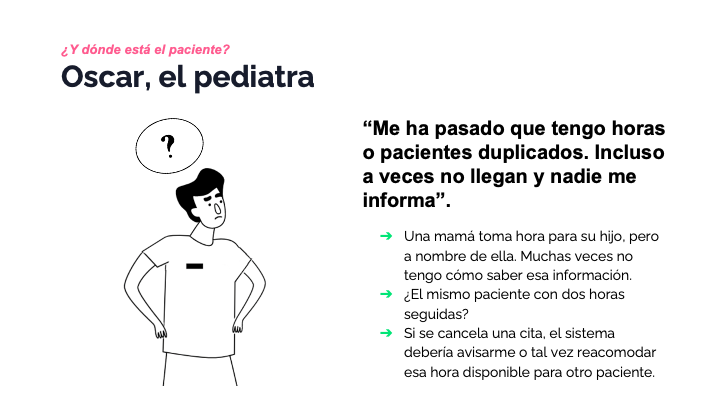 ¿Y dónde está el paciente?
Oscar, el pediatra
?
“Me ha pasado que tengo horas
o pacientes duplicados. Incluso
a veces no llegan y nadie me
informa”.
➔ Una mamá toma hora para su hijo, pero
a nombre de ella. Muchas veces no
tengo cómo saber esa información.
➔ ¿El mismo paciente con dos horas
seguidas?
➔ Si se cancela una cita, el sistema
debería avisarme o tal vez reacomodar
esa hora disponible para otro paciente.